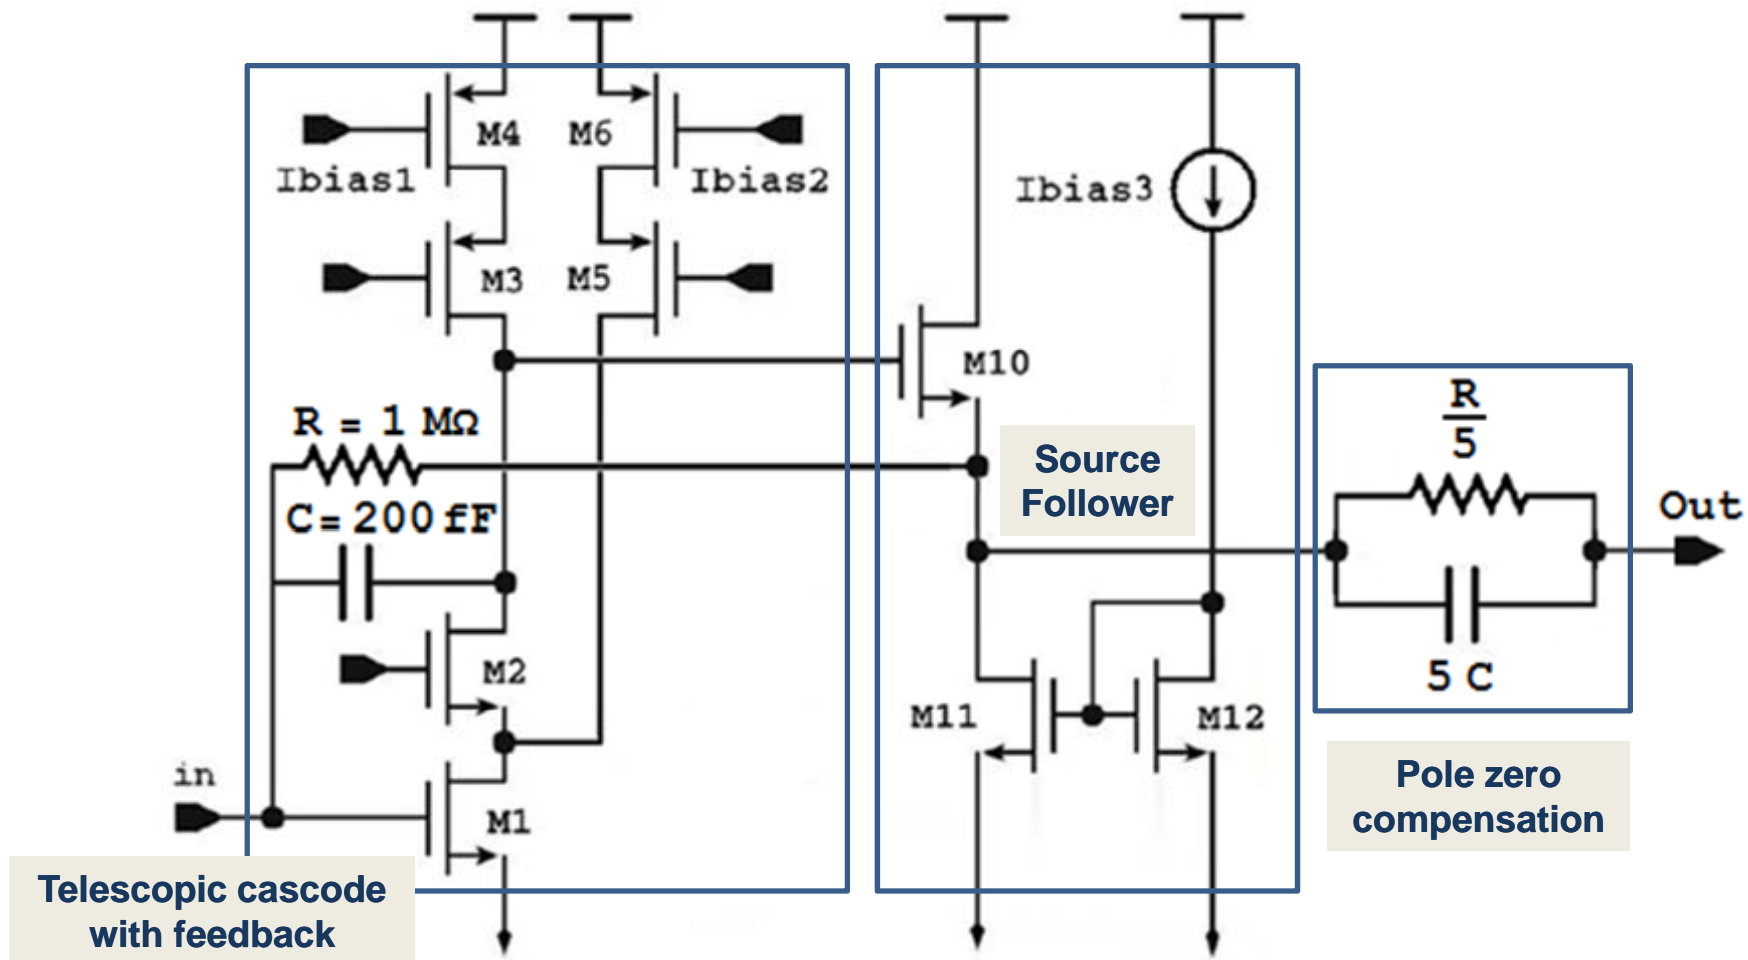 M4
M6
Ibias1
Ibias2
Ibias3
M3
M5
M10
R = 1 MΩ
R
5
Source
Follower
C= 200 fF
Out
M2
5 C
M11
M12
in
M1
Pole zero
compensation
Telescopic cascode
with feedback